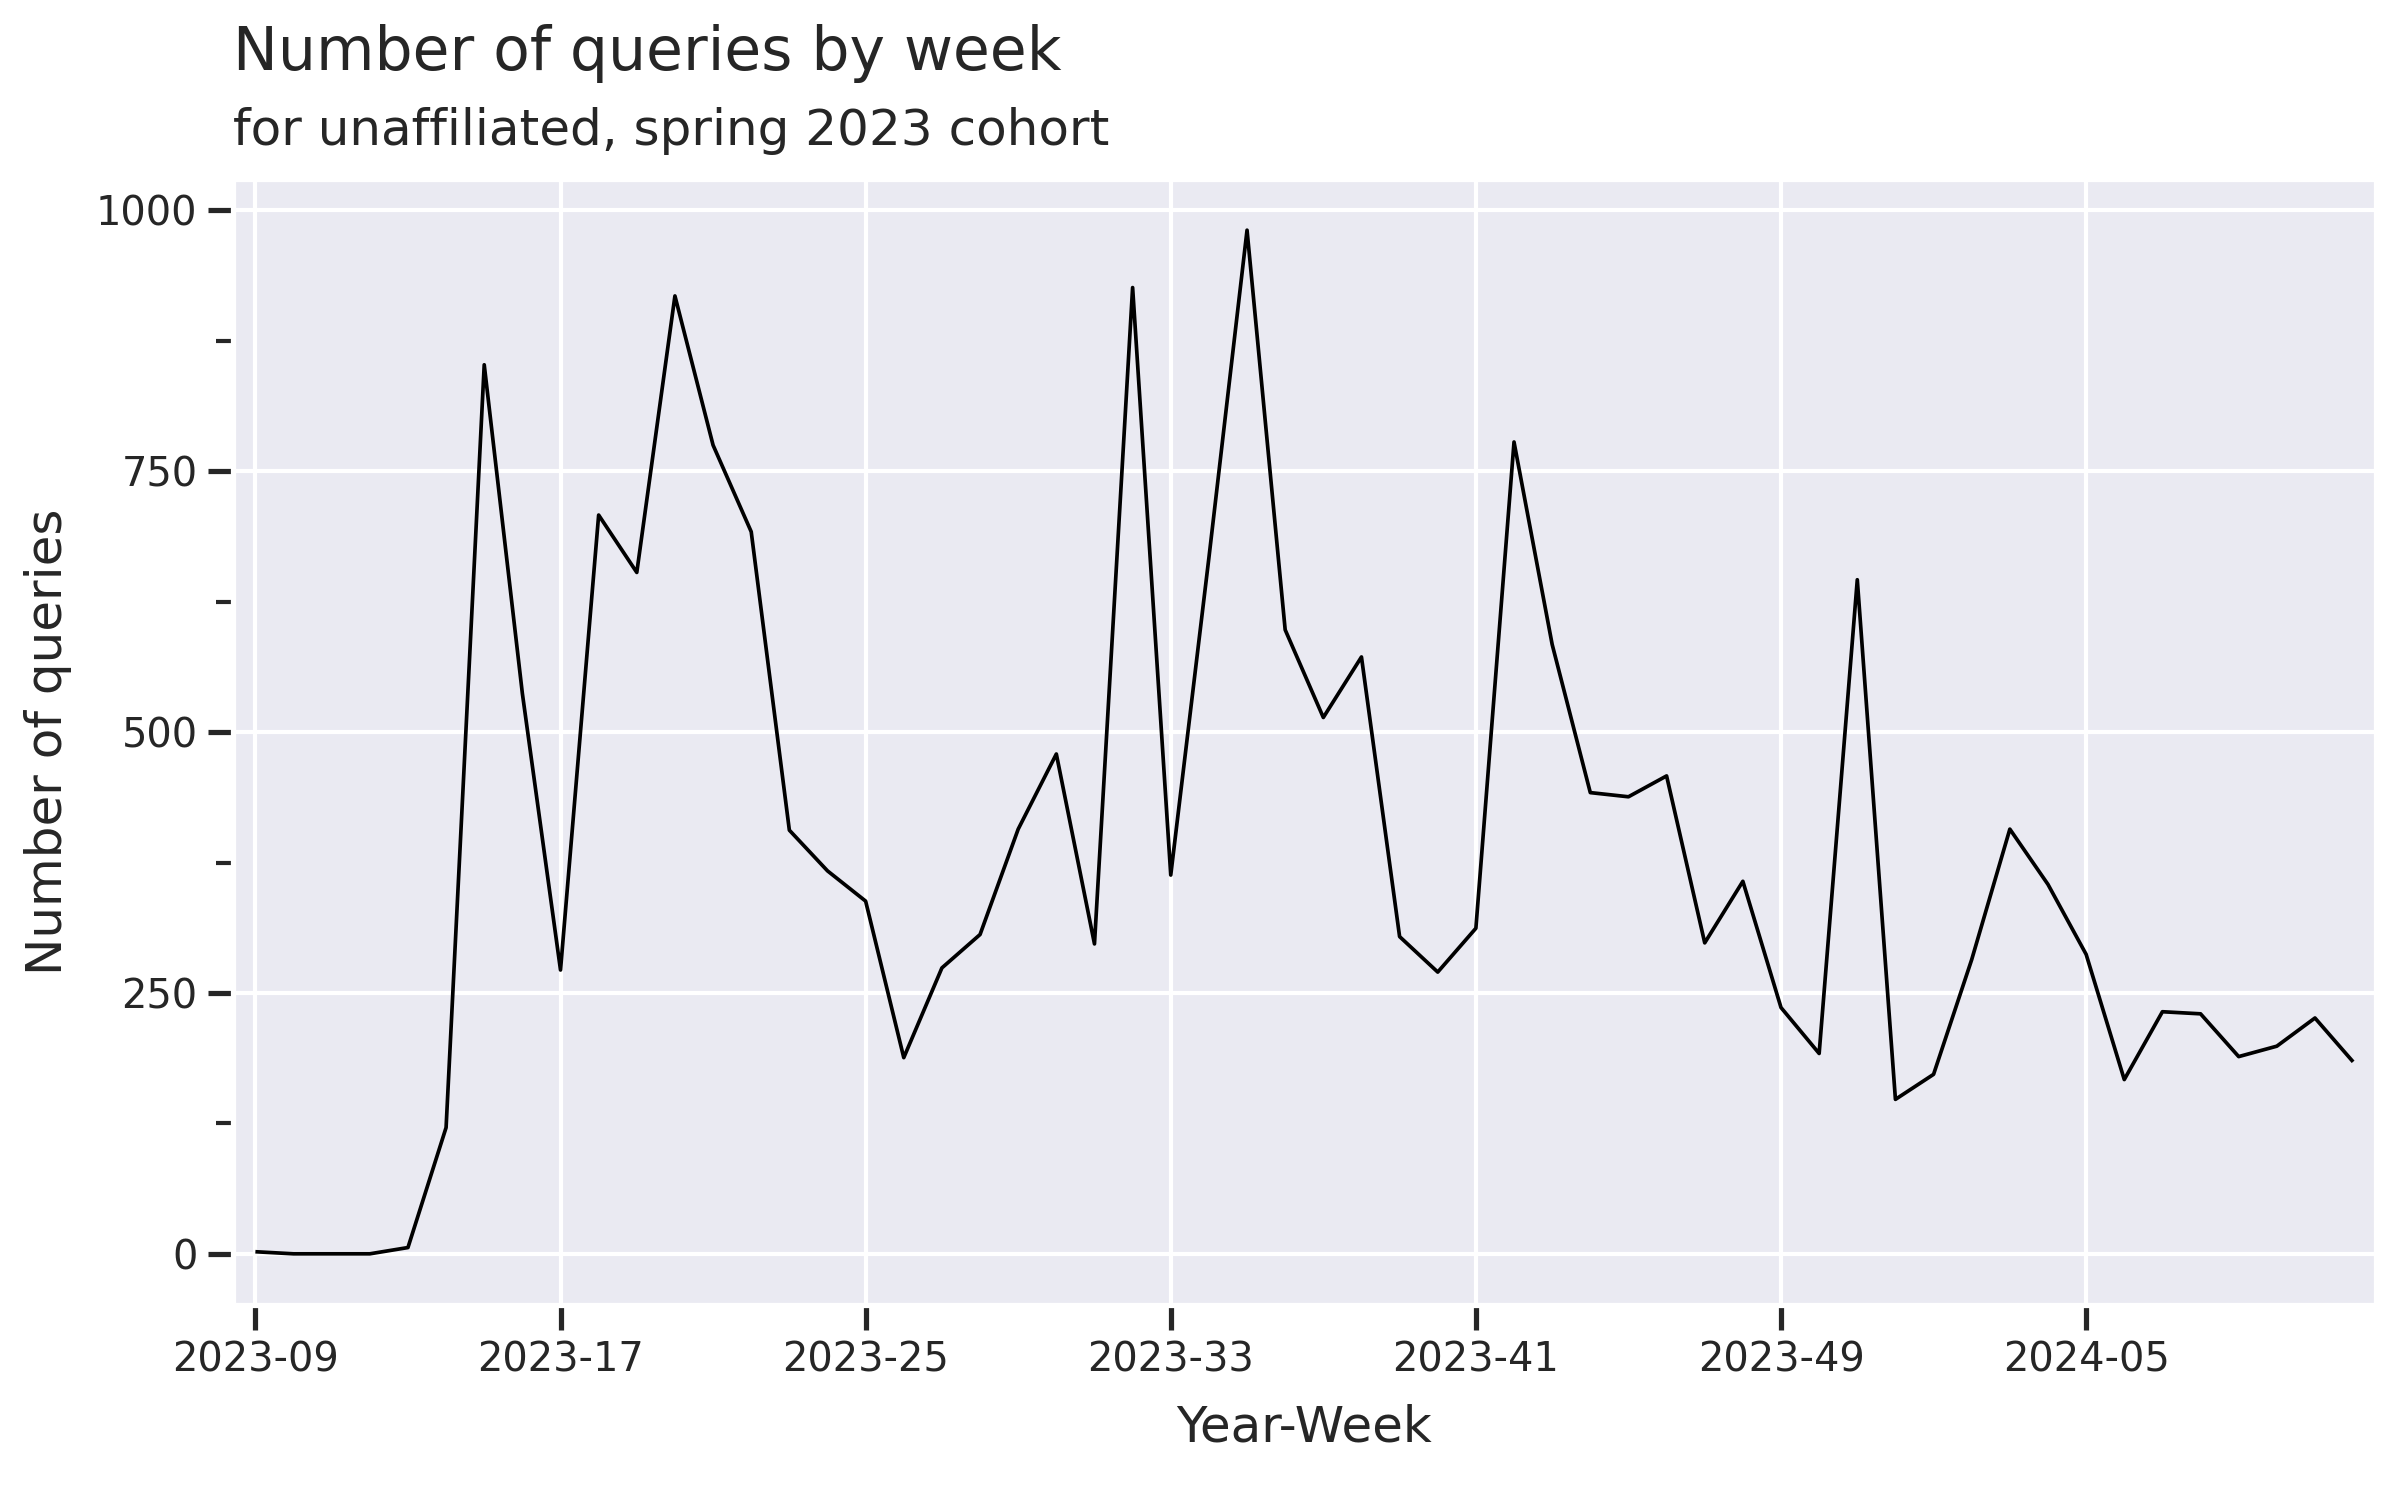 Number of queries by week
for unaffiliated, spring 2023 cohort
Number of queries
1000
750
500
250
0
2023-09 2023-17 2023-25 2023-33 2023-41 2023-49 2024-05
Year-Week